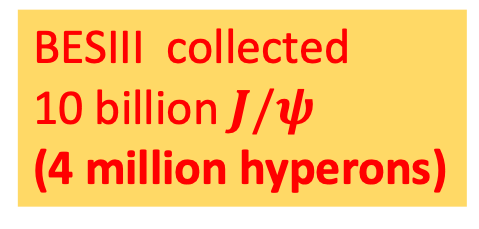 BESIII collected
10 billion J/ψ
(4 million hyperons)